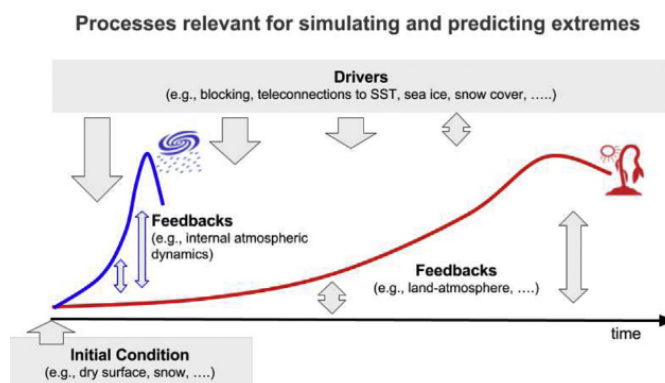 Processes relevant for simulating and predicting extremes
Drivers
(e.g., blocking, teleconnections to SST, sea ice, snow cover, .....)
Feedbacks
(e.g., internal atmospheric
dynamics)
Feedbacks
(e.g., land-atmosphere, ....)
time
Initial Condition
(e.g., dry surface, snow, ....)